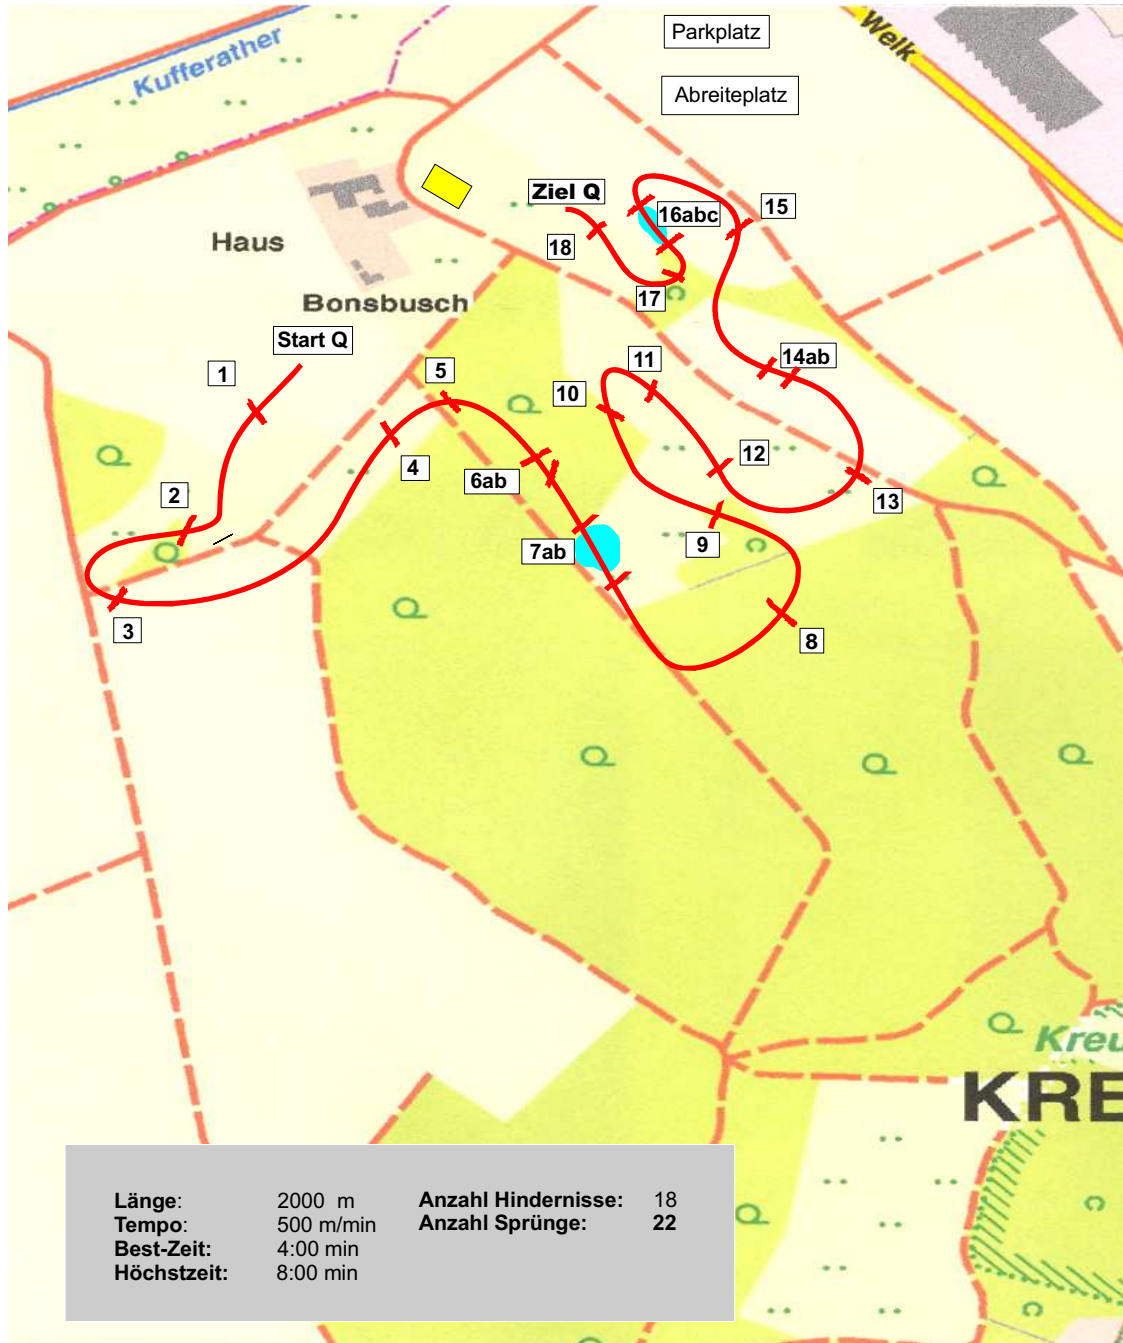 Parkplatz
Welk
Kufferather
Abreiteplatz
Ziel Q
16abc
15
18
Haus
17
Bonsbusch
Start Q
14ab
11
5
1
10
4
12
6ab
2
13
9
7ab
3
8
Kreu
KRE
Länge: 2000 m Anzahl Hindernisse: 18
Tempo: 500 m/min Anzahl Sprünge: 22
Best-Zeit: 4:00 min
Höchstzeit: 8:00 min